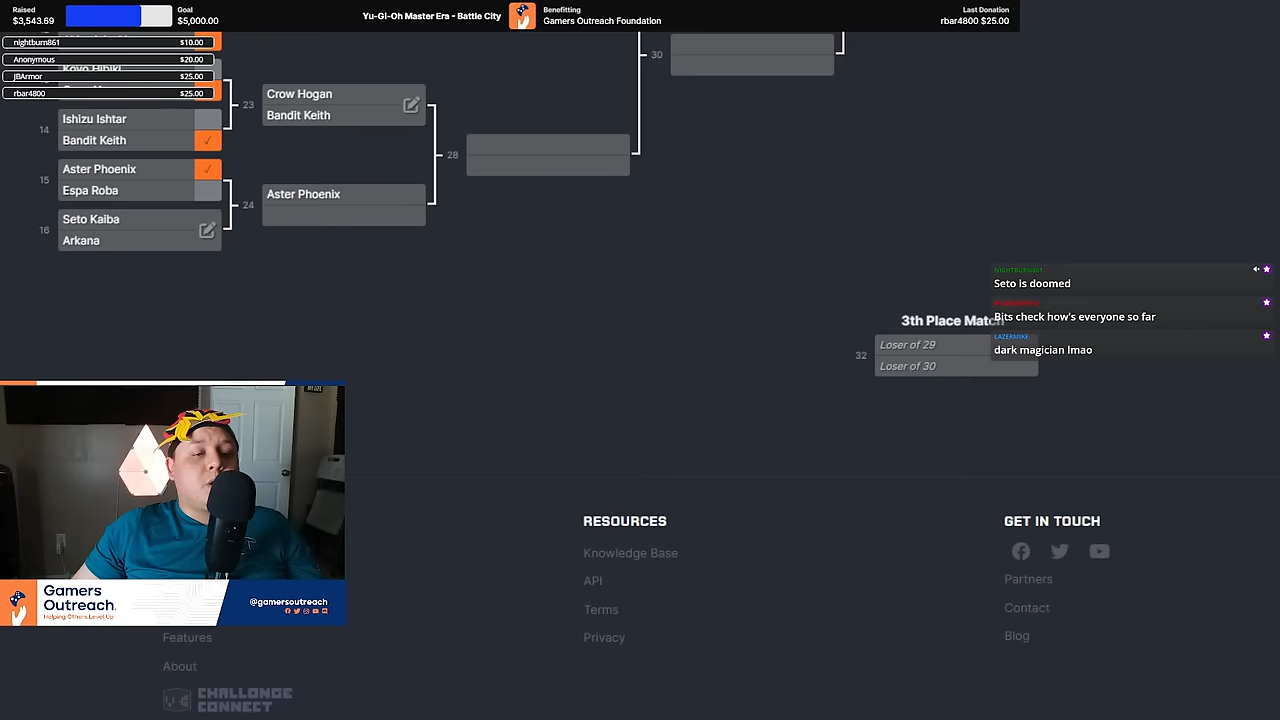 Raised
$3,543.69
Goal
$5,000.00
Yu-Gi-Oh Master Era - Battle City
Benefitting
Gamers Outreach Foundation
Last Donation
rbar4800 $25.00
nightburn861 $10.00
Anonymous $20.00
JBArmor $25.00
rbar4800 $25.00
14
Ishizu Ishtar
Bandit Keith
15
Aster Phoenix
Espa Roba
16
Seto Kaiba
Arkana
23
Crow Hogan
Bandit Keith
24
Aster Phoenix
28
30
NIGHTBURN861
Seto is doomed
Bits check how's everyone so far
LAZERMIKE
dark magician lmao
3th Place Match
32
Loser of 29
Loser of 30
Gamers
Outreach.
Helping Others Level Up
@gamersoutreach
Features
About
CHALLONGE
CONNECT
RESOURCES
Knowledge Base
API
Terms
Privacy
GET IN TOUCH
Partners
Contact
Blog